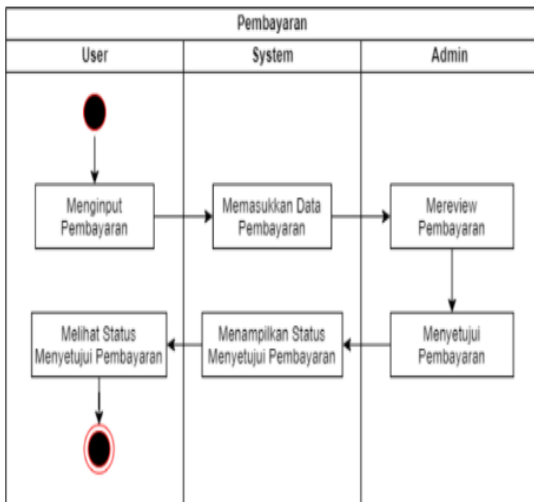 Pembayaran
User
System
Admin
Menginput
Pembayaran
Memasukkan Data
Pembayaran
Mereview
Pembayaran
Melihat Status
Menyetujui Pembayaran
Menampilkan Status
Menyetujui Pembayaran
Menyetujui
Pembayaran